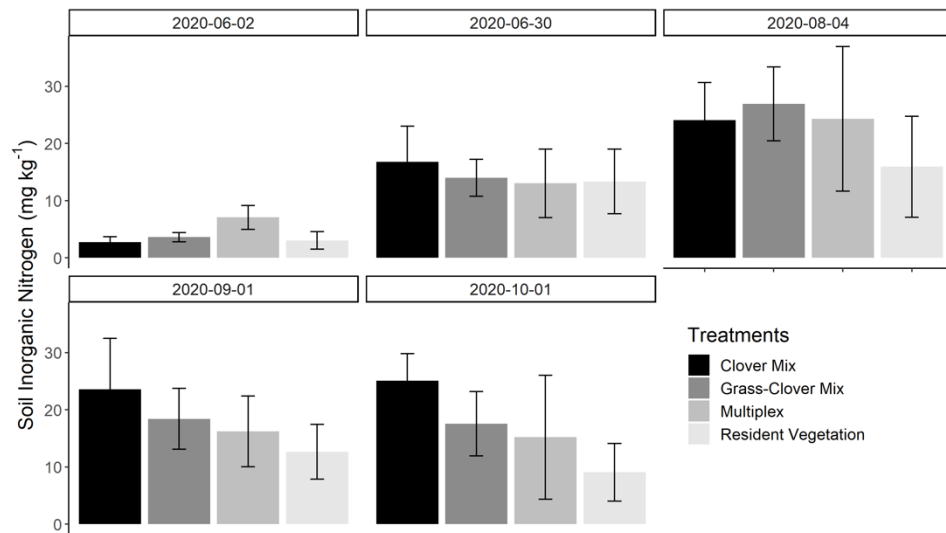 2020-06-02
2020-06-30
2020-08-04
30
20
10
0
2020-09-01
2020-10-01
30
20
10
0
Soil Inorganic Nitrogen (mg kg⁻¹)
Treatments
Clover Mix
Grass-Clover Mix
Multiplex
Resident Vegetation